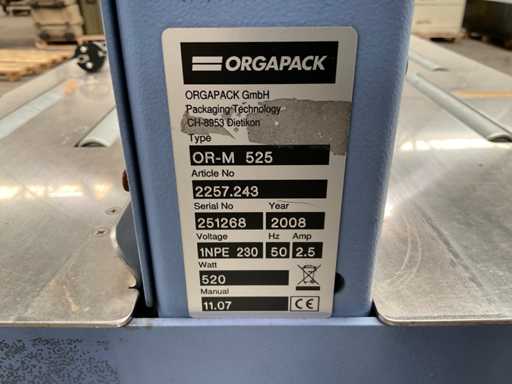 ORGAPACK
ORGAPACK GmbH
Packaging Technology
CH-8953 Dietikon
Type
OR-M 525
Article No
2257.243
Serial No Year
251268 2008
Voltage Hz Amp
1NPE 230 50 2.5
Watt
520
Manual
11.07 CE